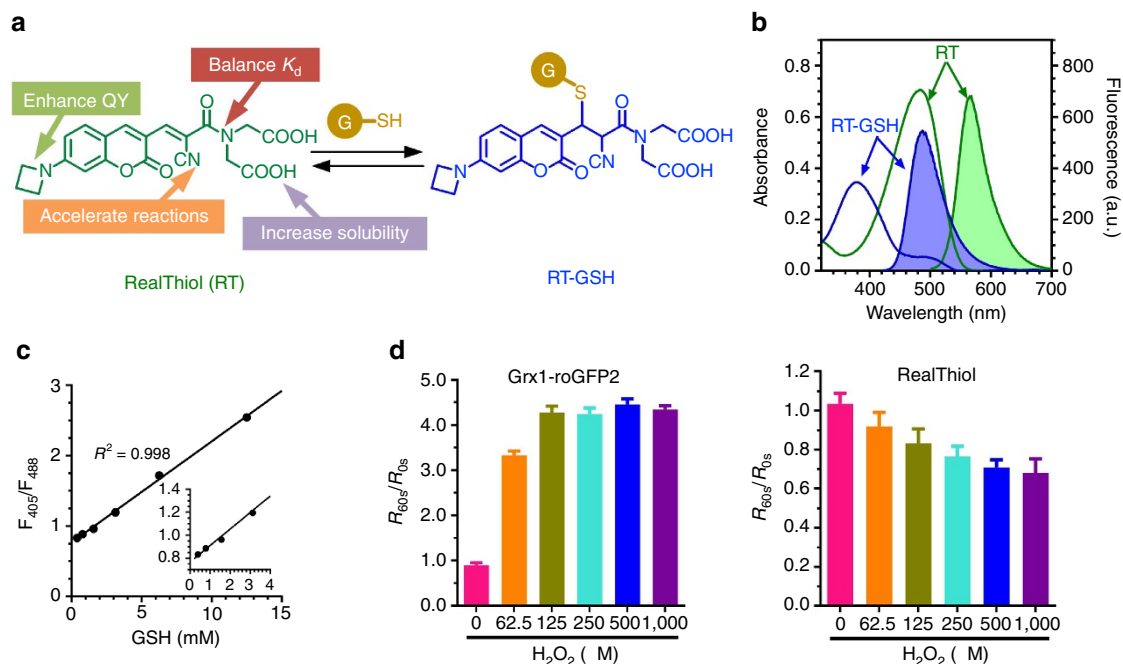 a
Enhance QY
Balance Kd
Accelerate reactions
Increase solubility
N
O
O
O
CN
N
COOH
COOH
G
SH
RealThiol (RT)
G
S
O
N
COOH
COOH
CN
O
O
N
RT-GSH
b
RT
RT-GSH
Absorbance
0.8
0.6
0.4
0.2
0.0
Fluorescence (a.u.)
800
600
400
200
0
400 500 600 700
Wavelength (nm)
c
F405/F488
3
2
1
0
R² = 0.998
1.4
1.2
1.0
0.8
0 1 2 3 4
0 5 10 15
GSH (mM)
d
Grx1-roGFP2
R60s/R0s
5.0
4.0
3.0
2.0
1.0
0.0
0 62.5 125 250 500 1,000
H2O2 ( M)
RealThiol
R60s/R0s
1.2
1.0
0.8
0.6
0.4
0.2
0.0
0 62.5 125 250 500 1,000
H2O2 ( M)